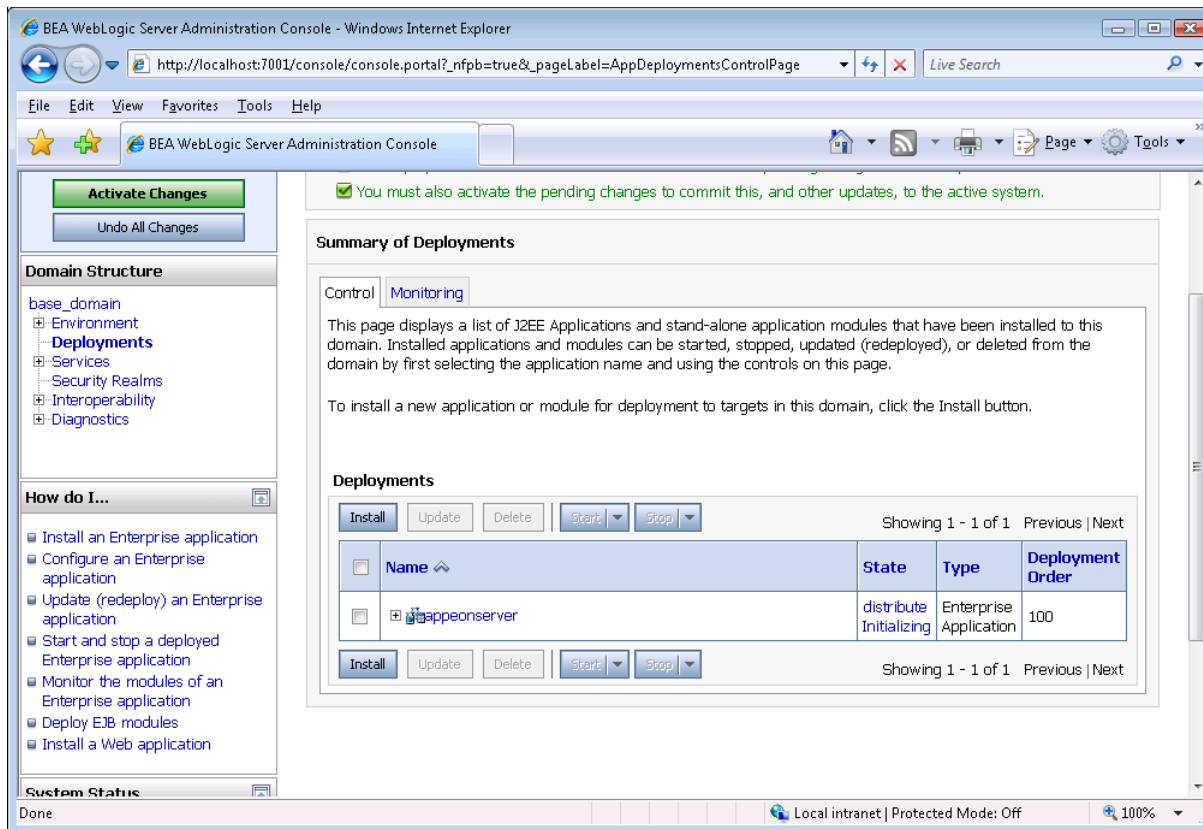 BEA WebLogic Server Administration Console - Windows Internet Explorer
http://localhost:7001/console/console.portal?_nfpb=true&_pageLabel=AppDeploymentsControlPage
Live Search
File Edit View Favorites Tools Help
BEA WebLogic Server Administration Console
Page
Tools
Activate Changes
Undo All Changes
Domain Structure
base_domain
Environment
Deployments
Services
Security Realms
Interoperability
Diagnostics
How do I...
Install an Enterprise application
Configure an Enterprise
application
Update (redeploy) an Enterprise
application
Start and stop a deployed
Enterprise application
Monitor the modules of an
Enterprise application
Deploy EJB modules
Install a Web application
System Status
You must also activate the pending changes to commit this, and other updates, to the active system.
Summary of Deployments
Control Monitoring
This page displays a list of J2EE Applications and stand-alone application modules that have been installed to this
domain. Installed applications and modules can be started, stopped, updated (redeployed), or deleted from the
domain by first selecting the application name and using the controls on this page.
To install a new application or module for deployment to targets in this domain, click the Install button.
Deployments
Install Update Delete Start Stop Showing 1 - 1 of 1 Previous | Next
Name State Type Deployment
Order
appeonserver distribute Enterprise 100
Initializing Application
Install Update Delete Start Stop Showing 1 - 1 of 1 Previous | Next
Done Local intranet | Protected Mode: Off 100%